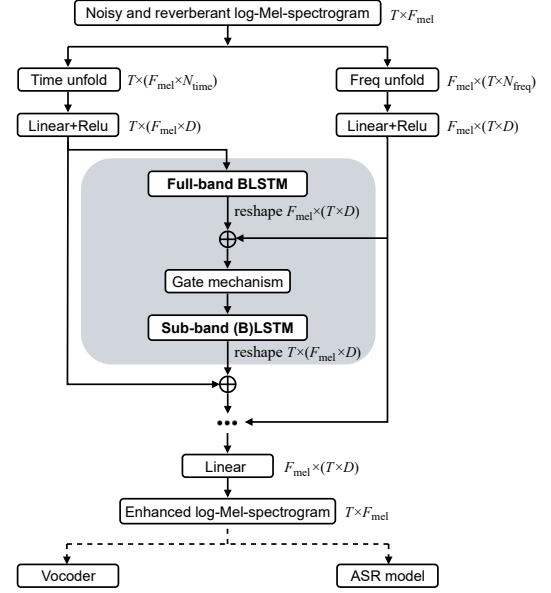 Noisy and reverberant log-Mel-spectrogram T×F_mel
Time unfold T×(F_mel×N_time)
Freq unfold F_mel×(T×N_freq)
Linear+Relu T×(F_mel×D)
Linear+Relu F_mel×(T×D)
Full-band BLSTM
reshape F_mel×(T×D)
Gate mechanism
Sub-band (B)LSTM
reshape T×(F_mel×D)
Linear F_mel×(T×D)
Enhanced log-Mel-spectrogram T×F_mel
Vocoder
ASR model